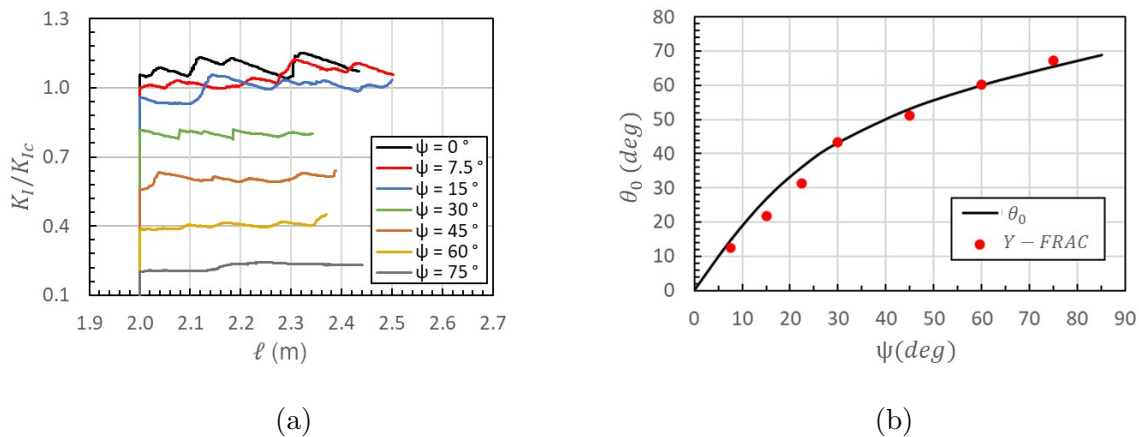 1.3
1.0
0.7
0.4
0.1
K_I/K_{Ic}
ψ = 0 °
ψ = 7.5 °
ψ = 15 °
ψ = 30 °
ψ = 45 °
ψ = 60 °
ψ = 75 °
1.9 2.0 2.1 2.2 2.3 2.4 2.5 2.6 2.7
ℓ (m)
(a)
80
70
60
50
40
30
20
10
0
θ_0 (deg)
θ_0
Y − FRAC
0 10 20 30 40 50 60 70 80 90
ψ(deg)
(b)